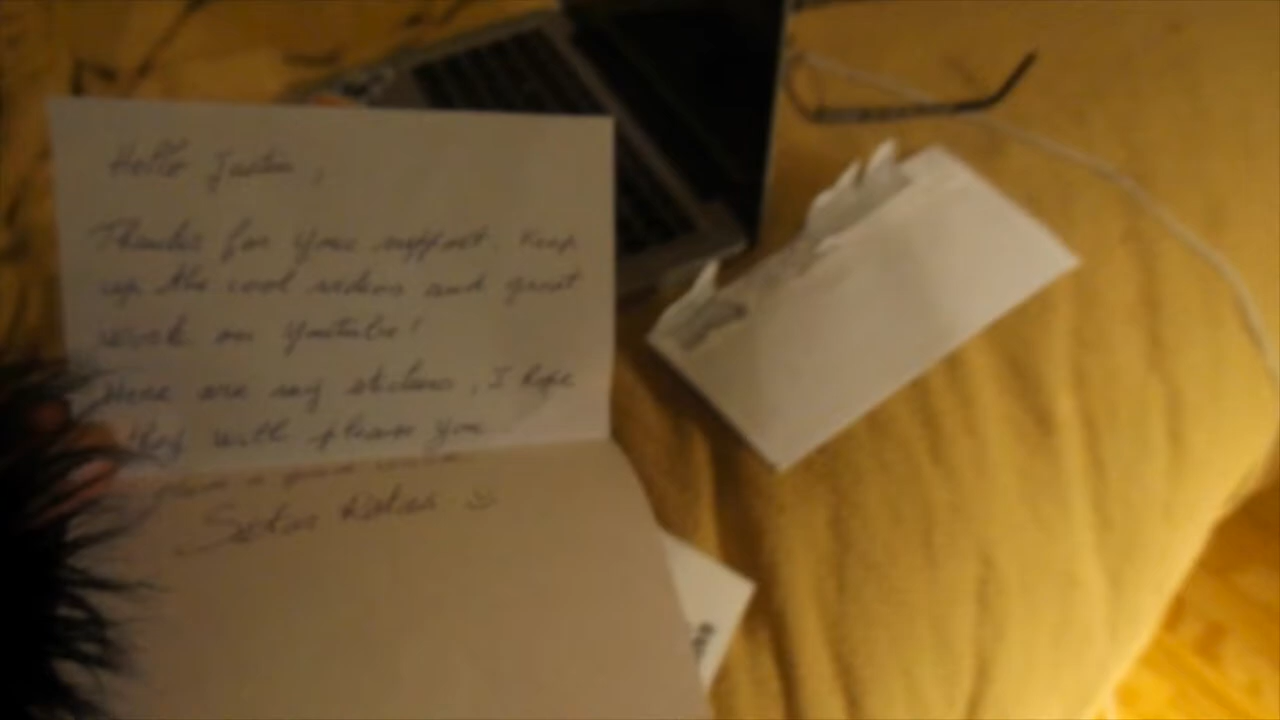 Hello Justin,
Thanks for your support. Keep
up the cool videos and great
work on Youtube!
Here are my stickers, I hope
they will please you